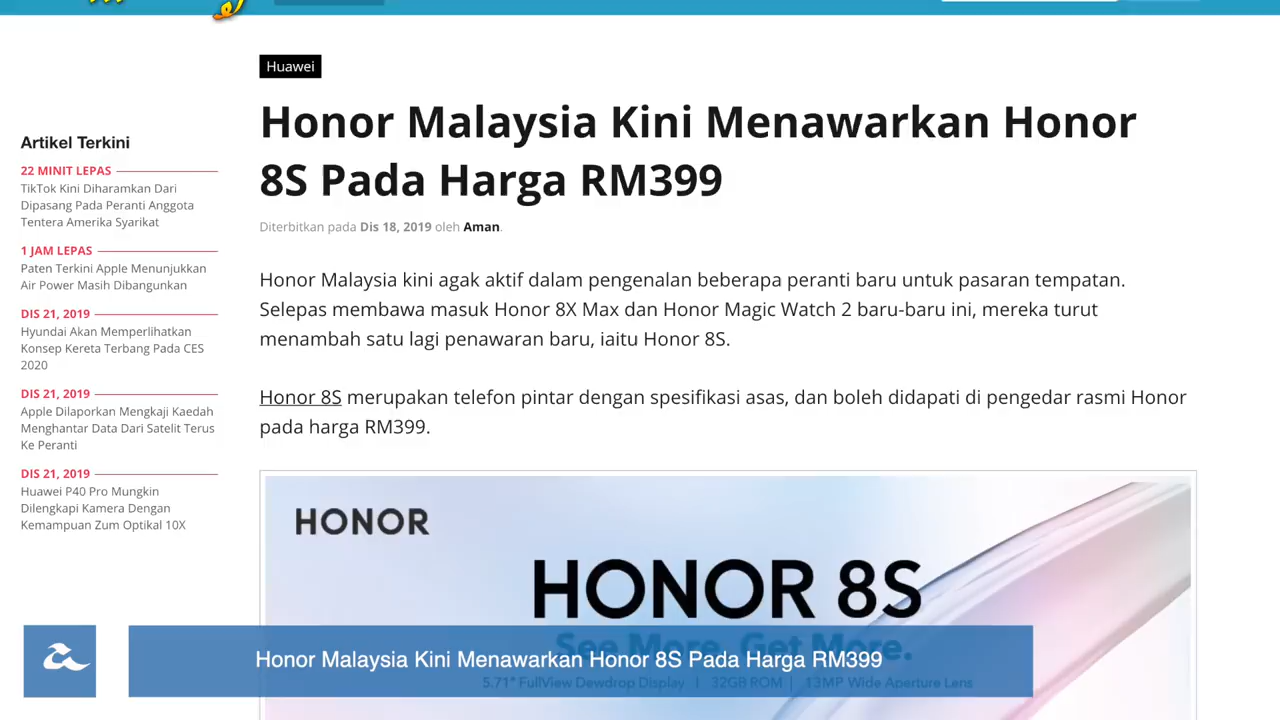 Huawei
Honor Malaysia Kini Menawarkan Honor
8S Pada Harga RM399
Diterbitkan pada Dis 18, 2019 oleh Aman.
Artikel Terkini
22 MINIT LEPAS
TikTok Kini Diharamkan Dari
Dipasang Pada Peranti Anggota
Tentera Amerika Syarikat
1 JAM LEPAS
Paten Terkini Apple Menunjukkan
Air Power Masih Dibangunkan
DIS 21, 2019
Hyundai Akan Memperlihatkan
Konsep Kereta Terbang Pada CES
2020
DIS 21, 2019
Apple Dilaporkan Mengkaji Kaedah
Menghantar Data Dari Satelit Terus
Ke Peranti
DIS 21, 2019
Huawei P40 Pro Mungkin
Dilengkapi Kamera Dengan
Kemampuan Zum Optikal 10X
Honor Malaysia kini agak aktif dalam pengenalan beberapa peranti baru untuk pasaran tempatan.
Selepas membawa masuk Honor 8X Max dan Honor Magic Watch 2 baru-baru ini, mereka turut
menambah satu lagi penawaran baru, iaitu Honor 8S.
Honor 8S merupakan telefon pintar dengan spesifikasi asas, dan boleh didapati di pengedar rasmi Honor
pada harga RM399.
HONOR
HONOR 8S
See More. Get More.
Honor Malaysia Kini Menawarkan Honor 8S Pada Harga RM399
5.71" FullView Dewdrop Display | 32GB ROM | 13MP Wide Aperture Lens